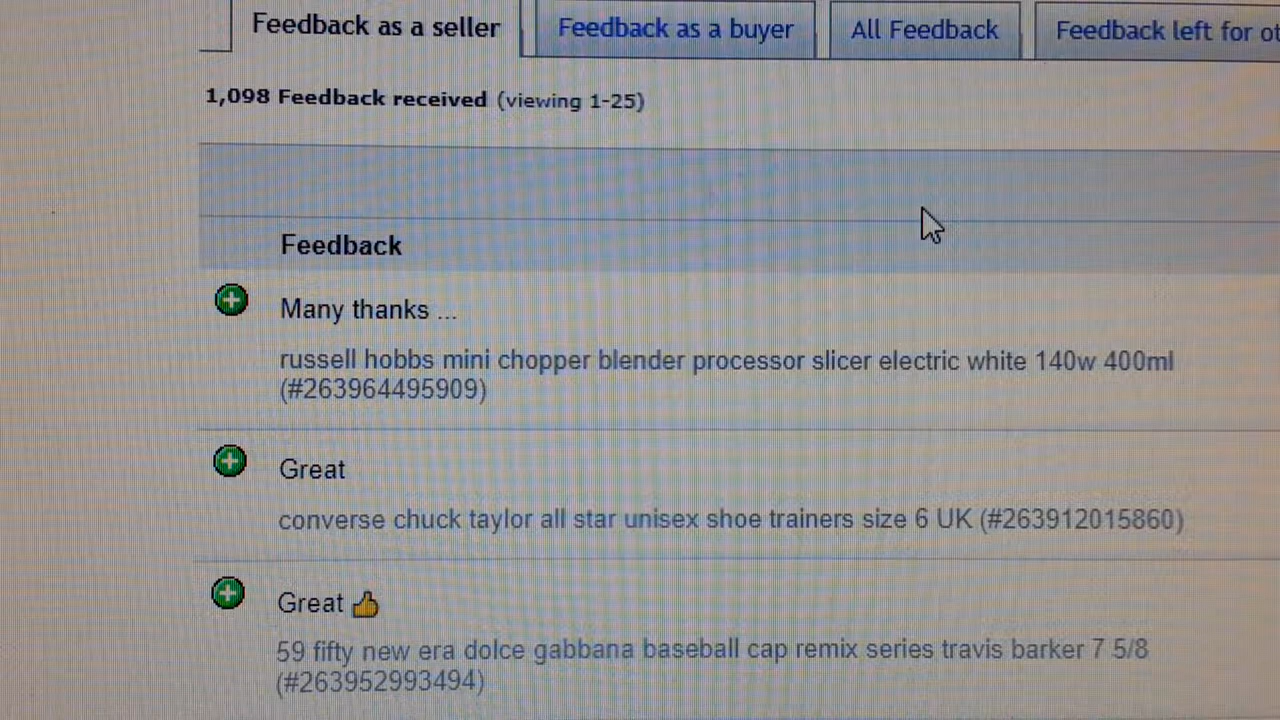 Feedback as a seller
Feedback as a buyer
All Feedback
Feedback left for ot
1,098 Feedback received (viewing 1-25)
Feedback
Many thanks ...
russell hobbs mini chopper blender processor slicer electric white 140w 400ml
(#263964495909)
Great
converse chuck taylor all star unisex shoe trainers size 6 UK (#263912015860)
Great 👍
59 fifty new era dolce gabbana baseball cap remix series travis barker 7 5/8
(#263952993494)